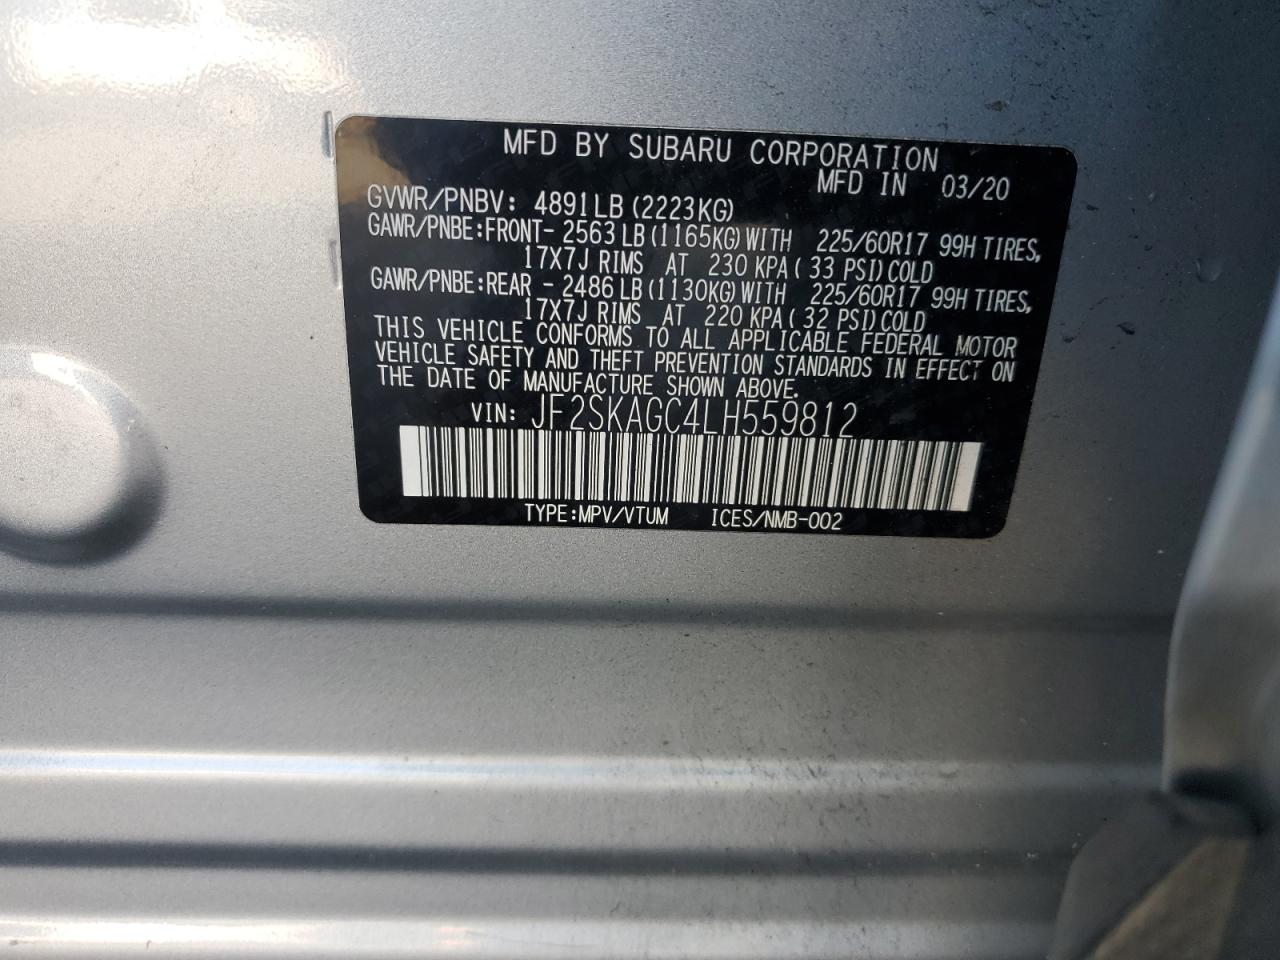 MFD BY SUBARU CORPORATION
MFD IN 03/20
GVWR/PNBV: 4891LB (2223KG)
GAWR/PNBE:FRONT- 2563 LB (1165KG) WITH 225/60R17 99H TIRES,
17X7J RIMS AT 230 KPA ( 33 PSI) COLD
GAWR/PNBE:REAR - 2486 LB (1130KG) WITH 225/60R17 99H TIRES,
17X7J RIMS AT 220 KPA ( 32 PSI) COLD
THIS VEHICLE CONFORMS TO ALL APPLICABLE FEDERAL MOTOR
VEHICLE SAFETY AND THEFT PREVENTION STANDARDS IN EFFECT ON
THE DATE OF MANUFACTURE SHOWN ABOVE.
VIN: JF2SKAGC4LH559812
TYPE:MPV/VTUM ICES/NMB-002